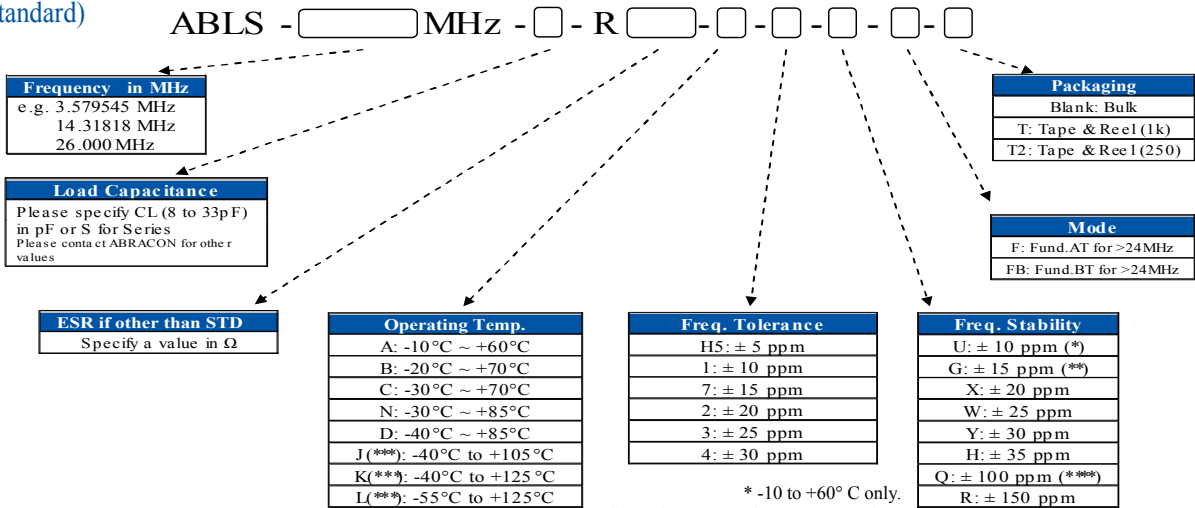 tandard)
ABLS - MHz - - R - - - - -
Frequency in MHz
e.g. 3.579545 MHz
14.31818 MHz
26.000 MHz
Load Capacitance
Please specify CL (8 to 33pF)
in pF or S for Series
Please contact ABRACON for other
values
ESR if other than STD
Specify a value in Ω
Operating Temp.
A: -10°C ~ +60°C
B: -20°C ~ +70°C
C: -30°C ~ +70°C
N: -30°C ~ +85°C
D: -40°C ~ +85°C
J(***): -40°C to +105°C
K(***): -40°C to +125°C
L(***): -55°C to +125°C
Freq. Tolerance
H5: ± 5 ppm
1: ± 10 ppm
7: ± 15 ppm
2: ± 20 ppm
3: ± 25 ppm
4: ± 30 ppm
* -10 to +60° C only.
Freq. Stability
U: ± 10 ppm (*)
G: ± 15 ppm (**)
X: ± 20 ppm
W: ± 25 ppm
Y: ± 30 ppm
H: ± 35 ppm
Q: ± 100 ppm (****)
R: ± 150 ppm
Mode
F: Fund.AT for >24MHz
FB: Fund.BT for >24MHz
Packaging
Blank: Bulk
T: Tape & Reel (1k)
T2: Tape & Reel (250)